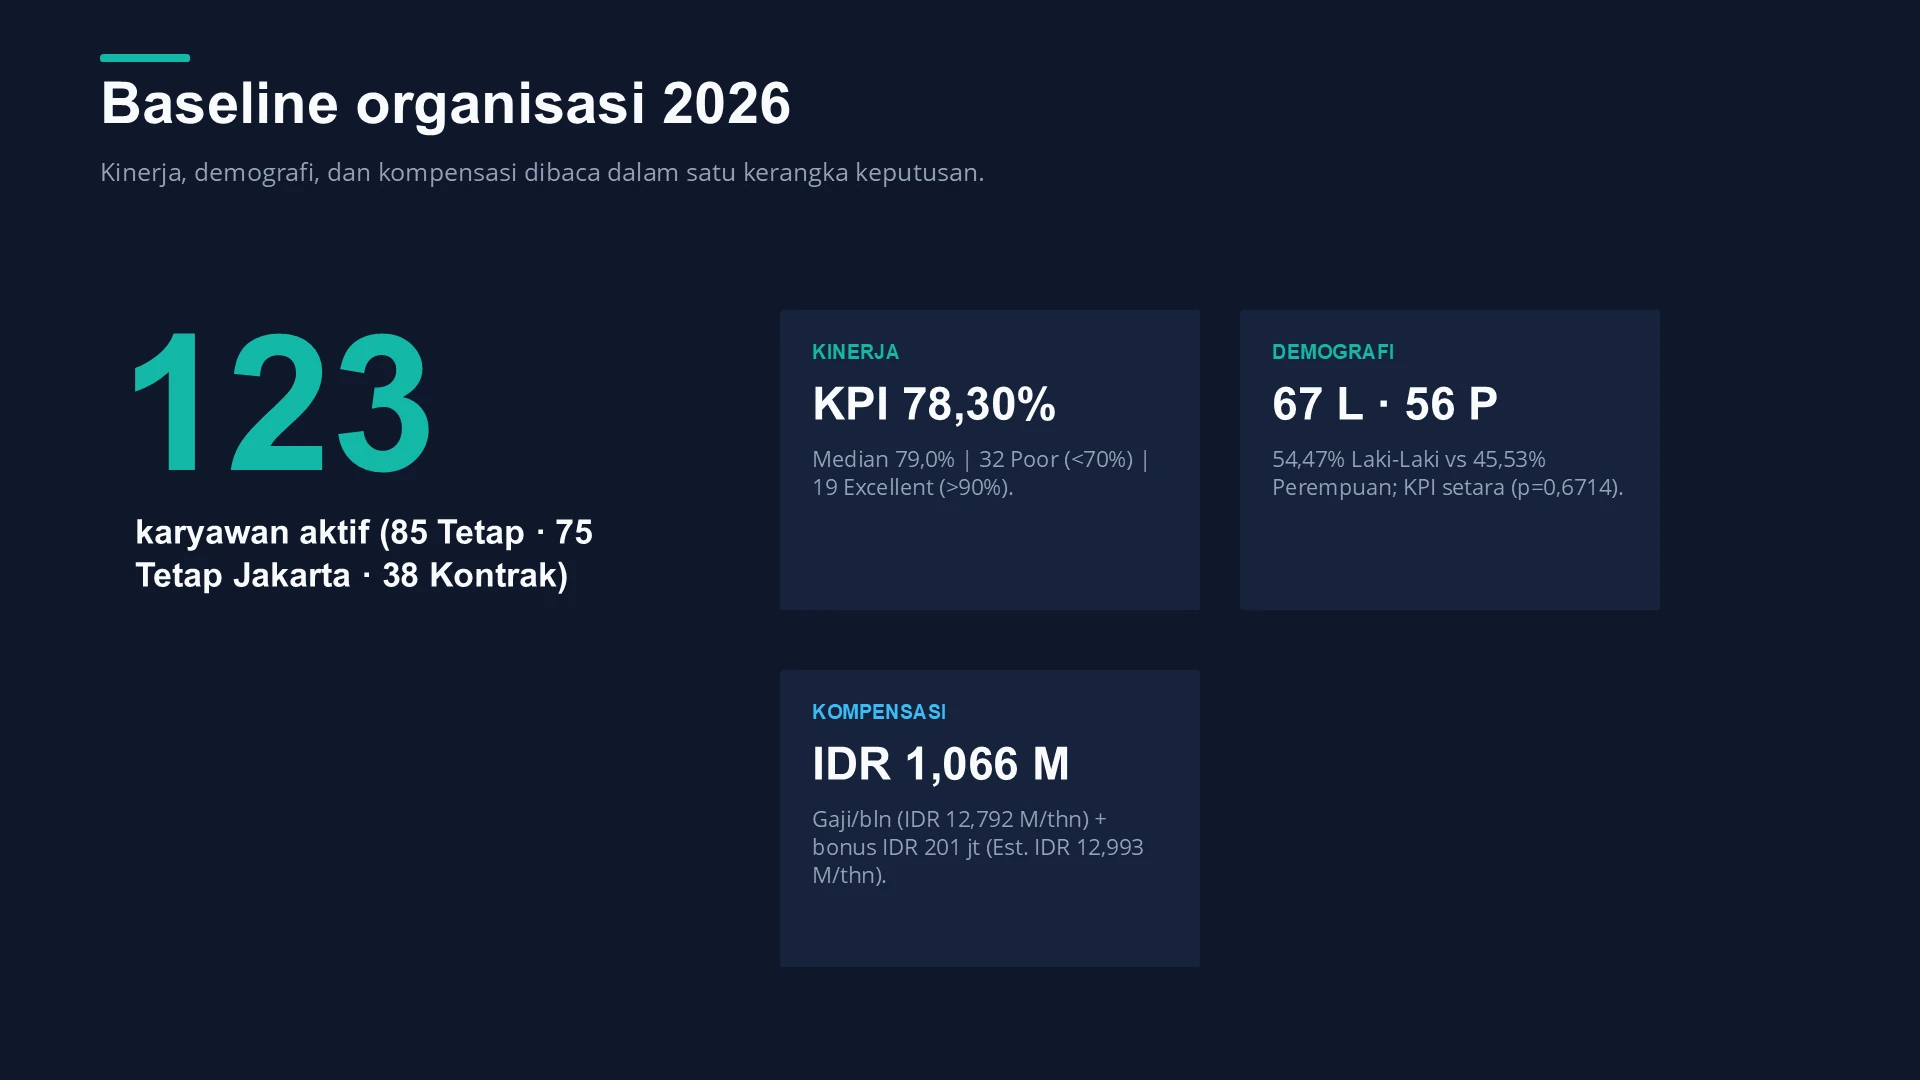 Baseline organisasi 2026
Kinerja, demografi, dan kompensasi dibaca dalam satu kerangka keputusan.
123
karyawan aktif (85 Tetap · 75
Tetap Jakarta · 38 Kontrak)
KINERJA
KPI 78,30%
Median 79,0% | 32 Poor (<70%) |
19 Excellent (>90%).
DEMOGRAFI
67 L · 56 P
54,47% Laki-Laki vs 45,53%
Perempuan; KPI setara (p=0,6714).
KOMPENSASI
IDR 1,066 M
Gaji/bln (IDR 12,792 M/thn) +
bonus IDR 201 jt (Est. IDR 12,993
M/thn).